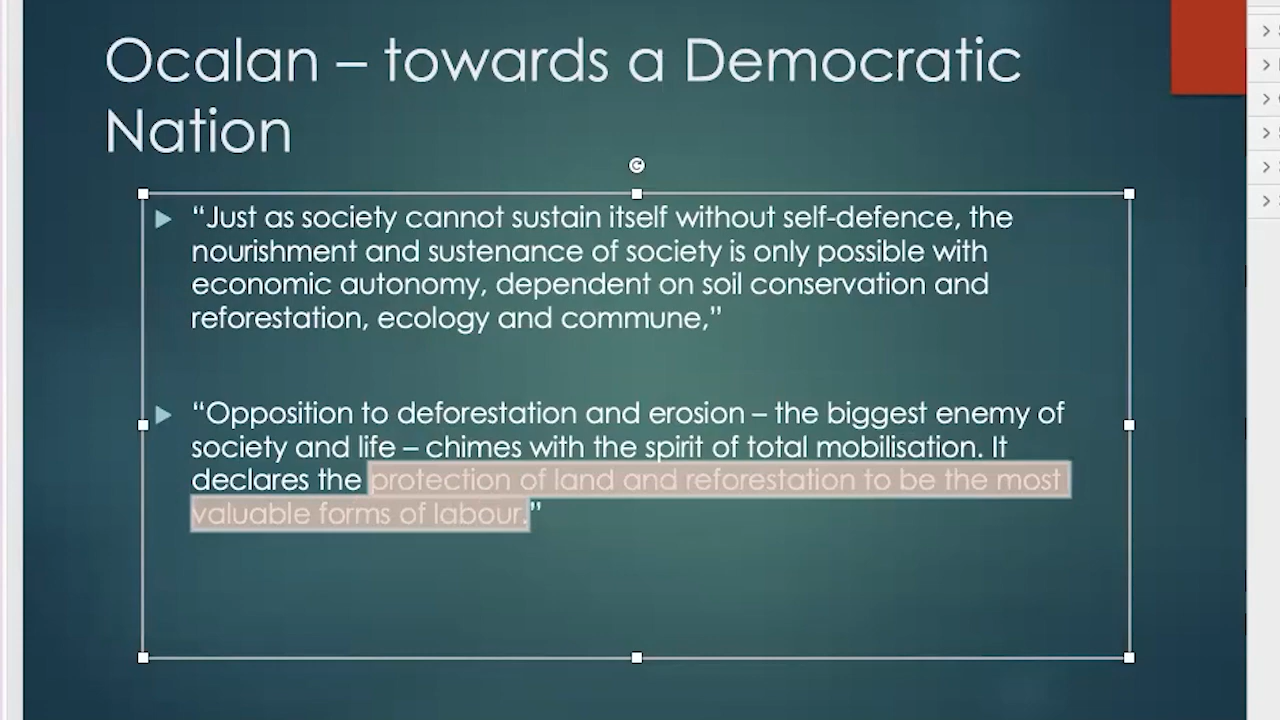 Ocalan – towards a Democratic
Nation
“Just as society cannot sustain itself without self-defence, the
nourishment and sustenance of society is only possible with
economic autonomy, dependent on soil conservation and
reforestation, ecology and commune,”
“Opposition to deforestation and erosion – the biggest enemy of
society and life – chimes with the spirit of total mobilisation. It
declares the protection of land and reforestation to be the most
valuable forms of labour.”